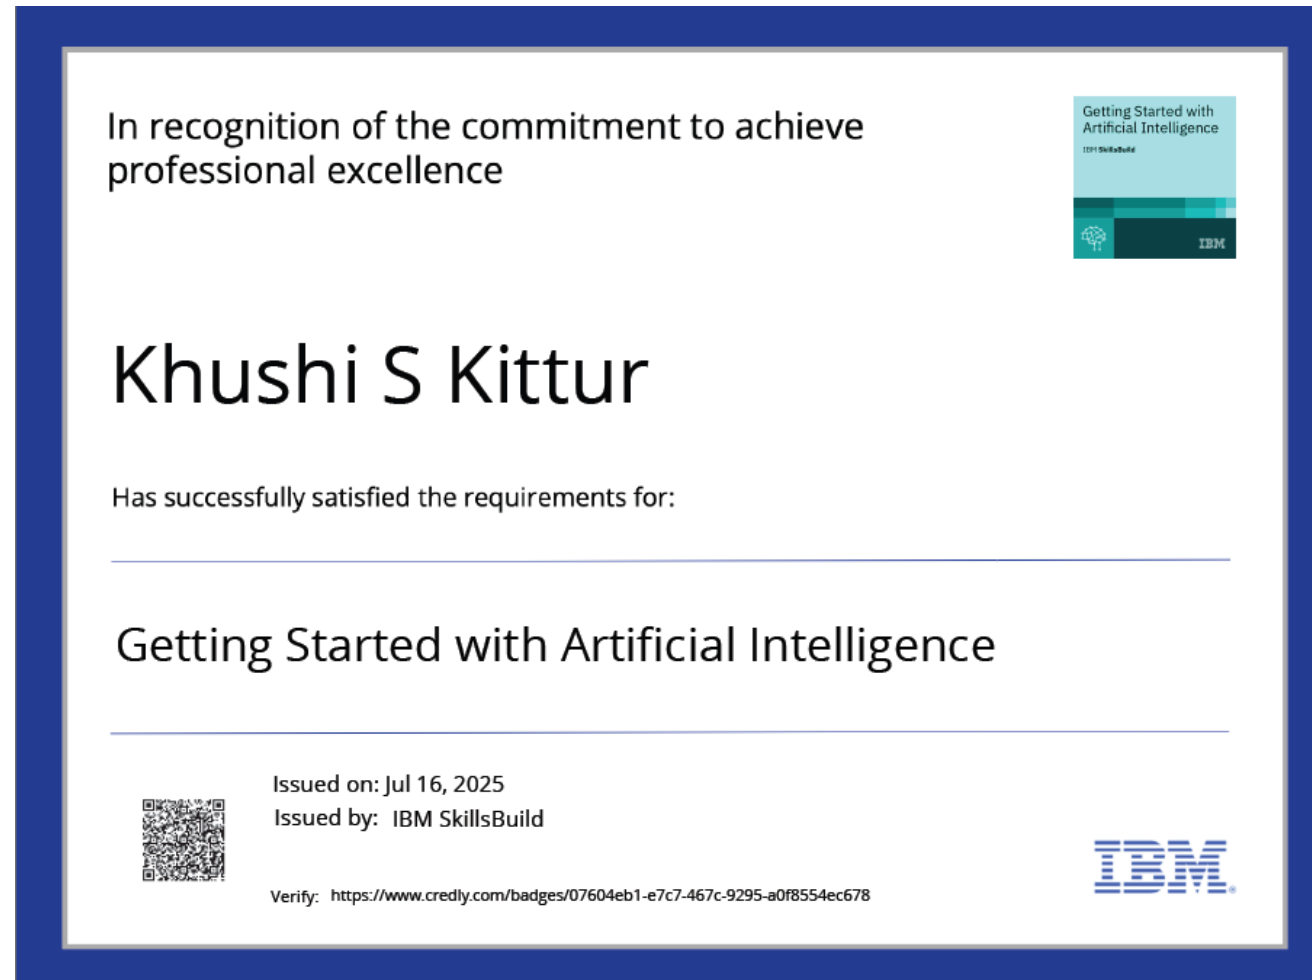 In recognition of the commitment to achieve
professional excellence
Getting Started with
Artificial Intelligence
IBM SkillsBuild
IBM
Khushi S Kittur
Has successfully satisfied the requirements for:
Getting Started with Artificial Intelligence
Issued on: Jul 16, 2025
Issued by: IBM SkillsBuild
Verify: https://www.credly.com/badges/07604eb1-e7c7-467c-9295-a0f8554ec678
IBM®